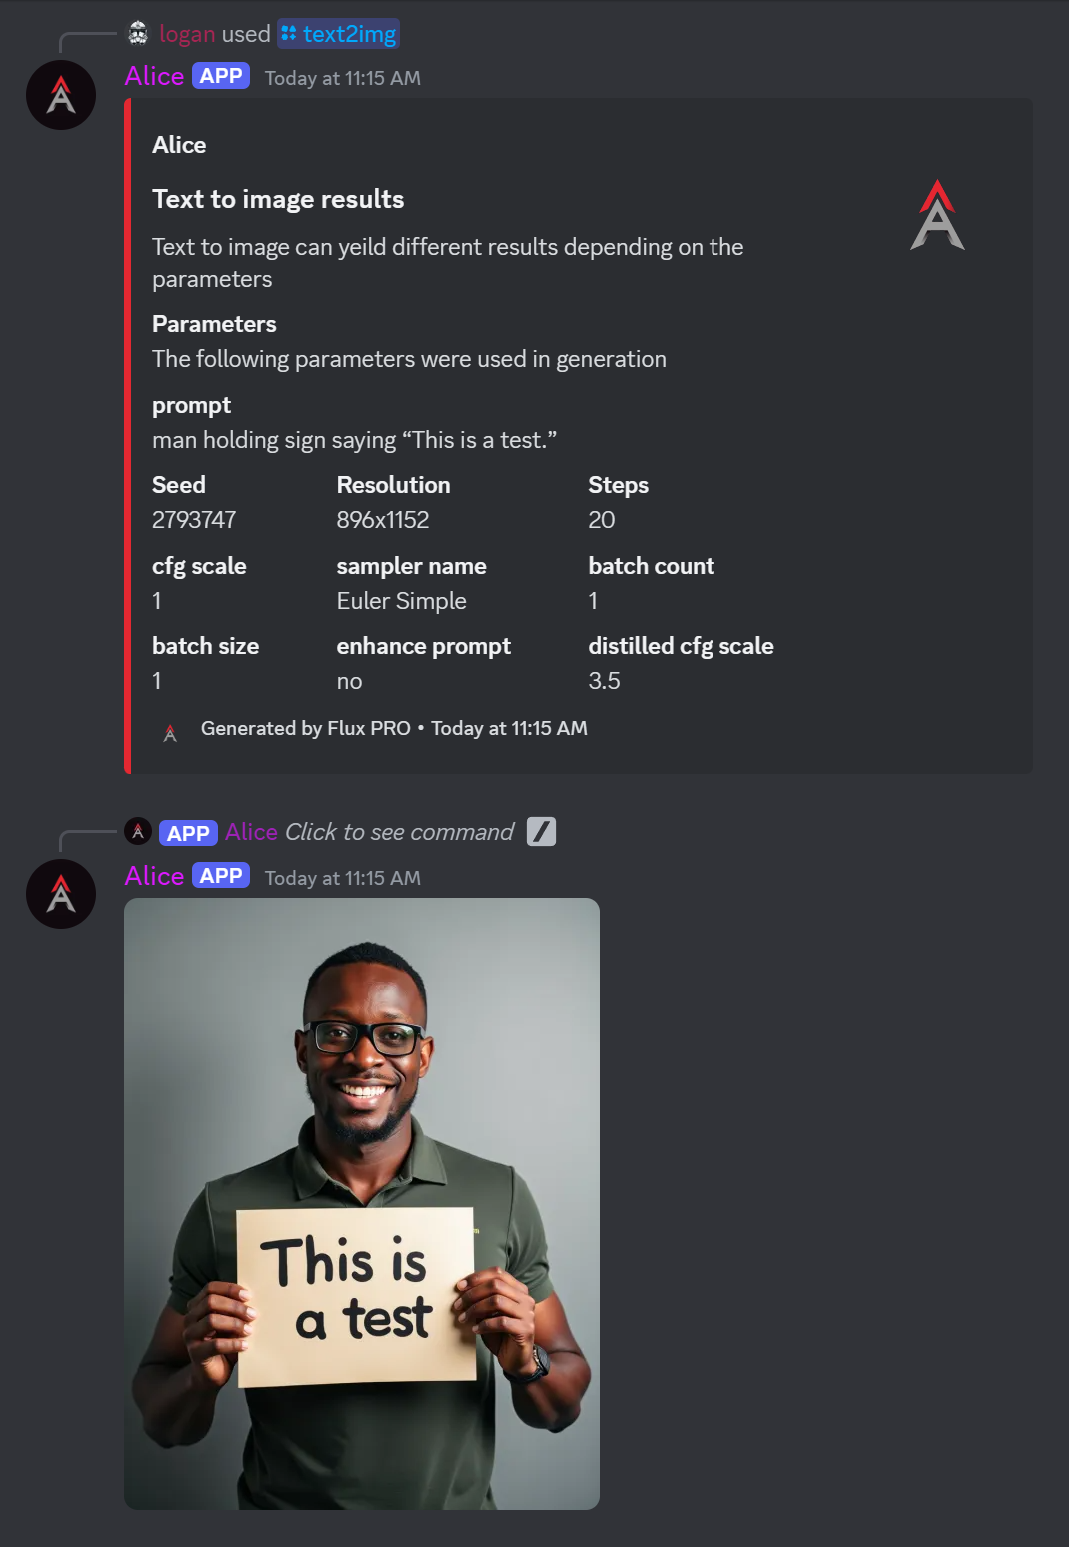 logan used text2img
Alice APP Today at 11:15 AM
Alice
Text to image results
Text to image can yeild different results depending on the
parameters
Parameters
The following parameters were used in generation
prompt
man holding sign saying “This is a test.”
Seed Resolution Steps
2793747 896x1152 20
cfg scale sampler name batch count
1 Euler Simple 1
batch size enhance prompt distilled cfg scale
1 no 3.5
Generated by Flux PRO • Today at 11:15 AM
APP Alice Click to see command
Alice APP Today at 11:15 AM
This is
a test